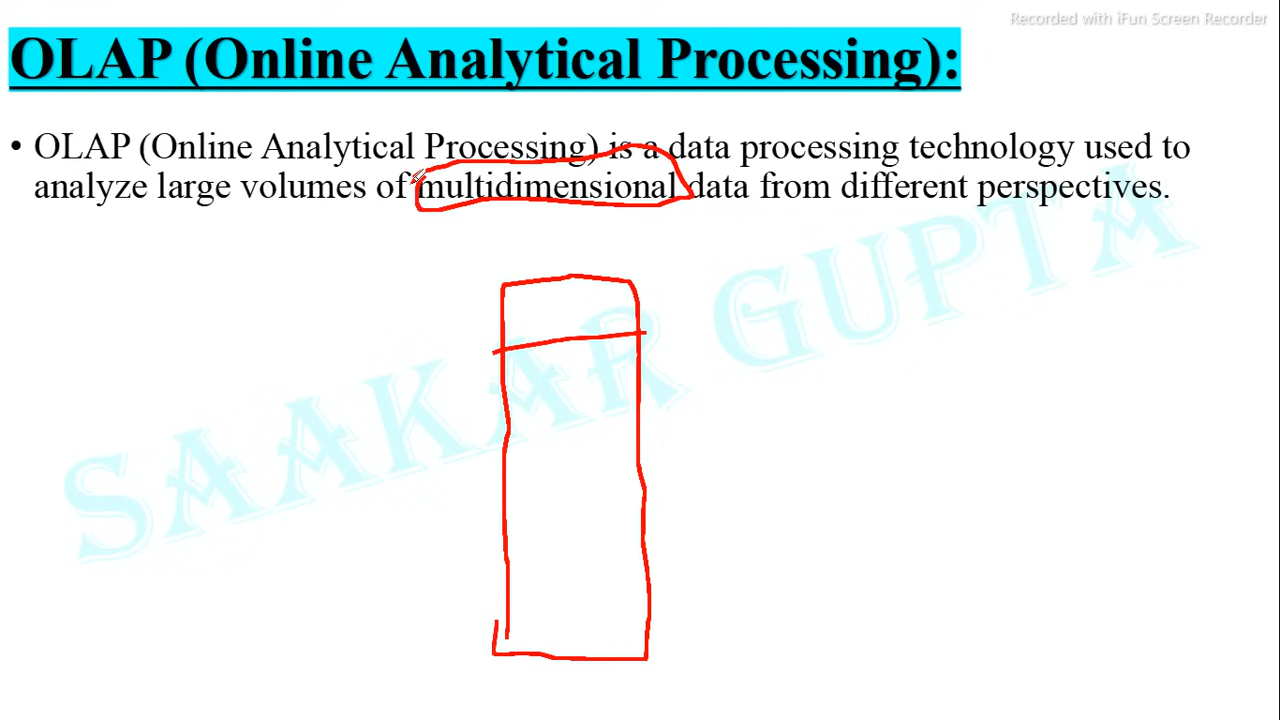 Recorded with iFun Screen Recorder
OLAP (Online Analytical Processing):
• OLAP (Online Analytical Processing) is a data processing technology used to
analyze large volumes of multidimensional data from different perspectives.
SAAKAR GUPTA